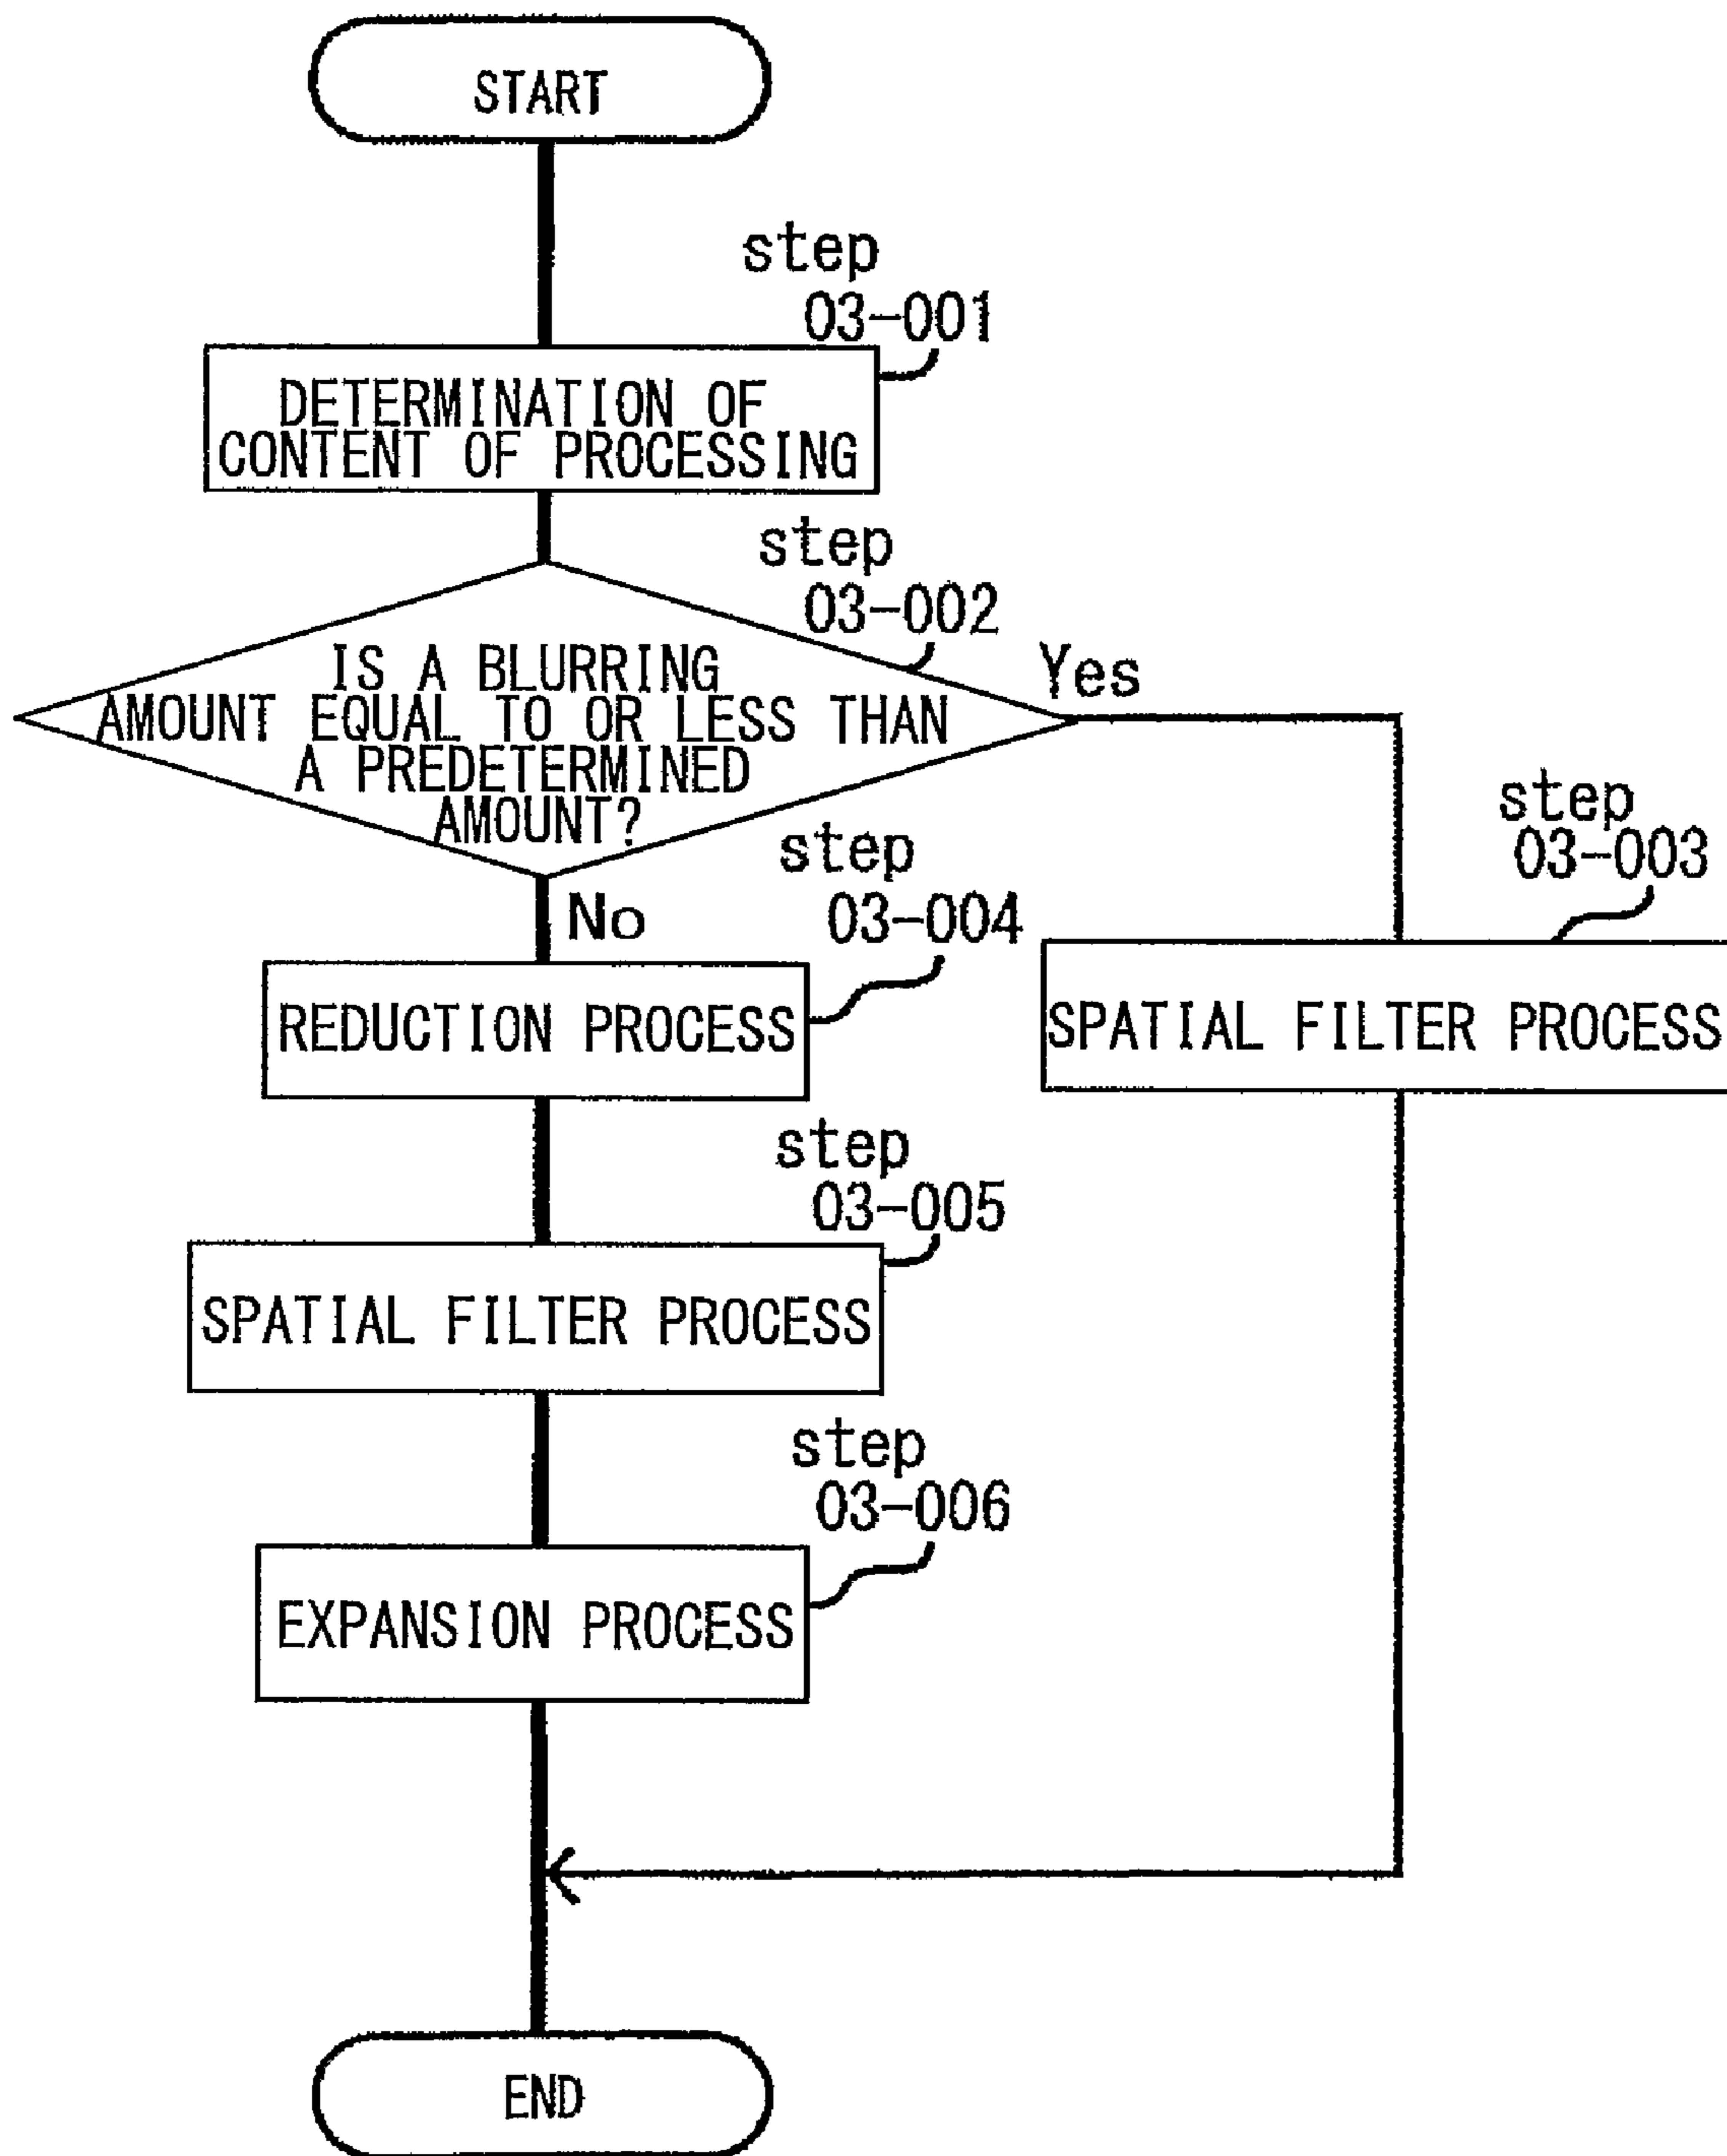 START
step
03-001
DETERMINATION OF
CONTENT OF PROCESSING
step
03-002
IS A BLURRING
AMOUNT EQUAL TO OR LESS THAN
A PREDETERMINED
AMOUNT?
Yes
step
03-003
SPATIAL FILTER PROCESS
No
step
03-004
REDUCTION PROCESS
step
03-005
SPATIAL FILTER PROCESS
step
03-006
EXPANSION PROCESS
END